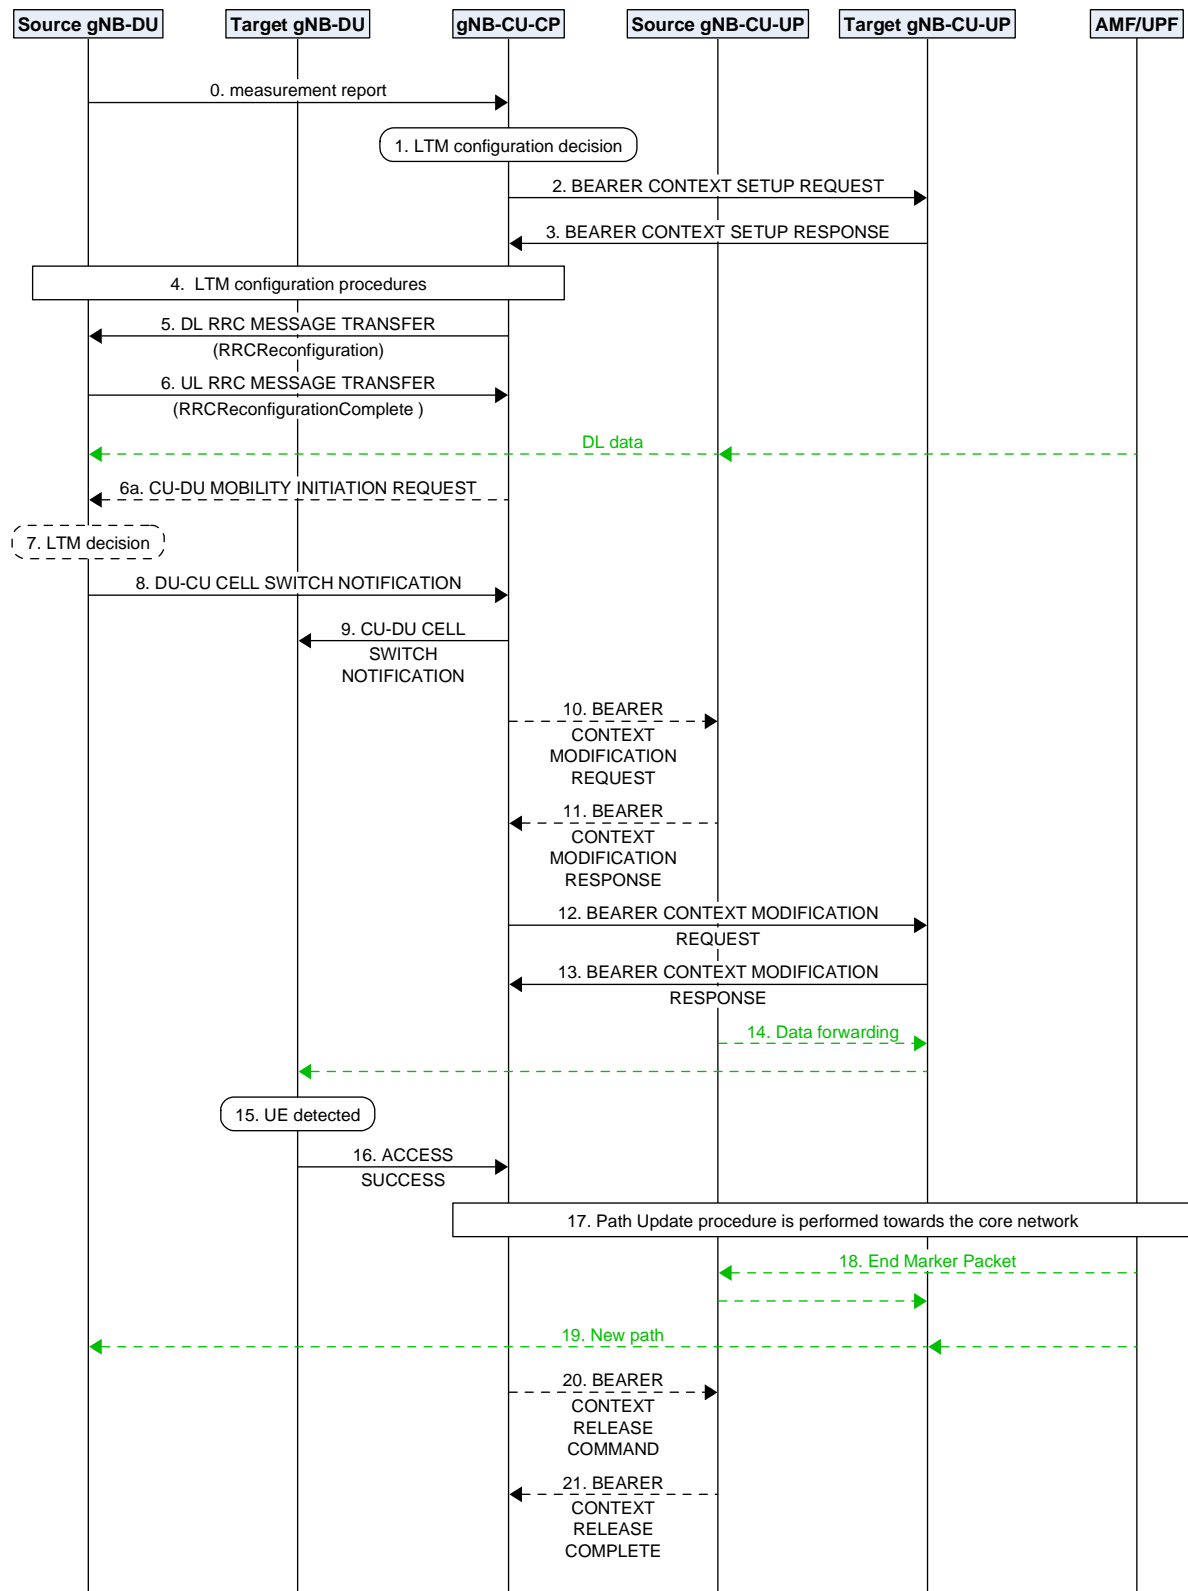 Source gNB-DU
Target gNB-DU
gNB-CU-CP
Source gNB-CU-UP
Target gNB-CU-UP
AMF/UPF
0. measurement report
1. LTM configuration decision
2. BEARER CONTEXT SETUP REQUEST
3. BEARER CONTEXT SETUP RESPONSE
4. LTM configuration procedures
5. DL RRC MESSAGE TRANSFER
(RRCReconfiguration)
6. UL RRC MESSAGE TRANSFER
(RRCReconfigurationComplete )
DL data
6a. CU-DU MOBILITY INITIATION REQUEST
7. LTM decision
8. DU-CU CELL SWITCH NOTIFICATION
9. CU-DU CELL
SWITCH
NOTIFICATION
10. BEARER
CONTEXT
MODIFICATION
REQUEST
11. BEARER
CONTEXT
MODIFICATION
RESPONSE
12. BEARER CONTEXT MODIFICATION
REQUEST
13. BEARER CONTEXT MODIFICATION
RESPONSE
14. Data forwarding
15. UE detected
16. ACCESS
SUCCESS
17. Path Update procedure is performed towards the core network
18. End Marker Packet
19. New path
20. BEARER
CONTEXT
RELEASE
COMMAND
21. BEARER
CONTEXT
RELEASE
COMPLETE